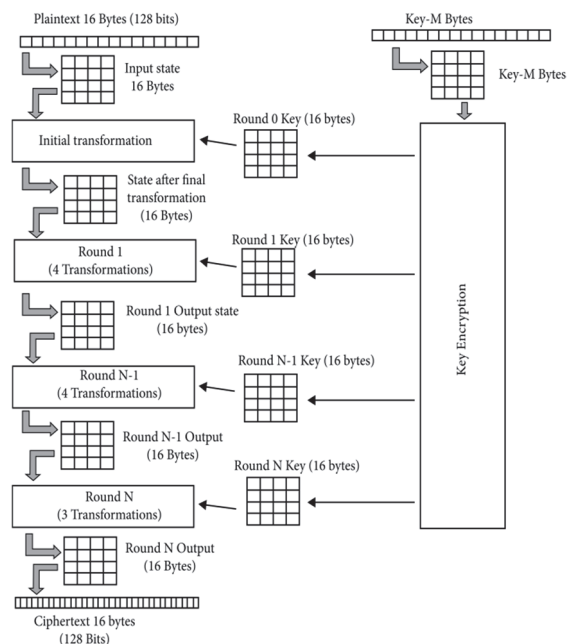 Plaintext 16 Bytes (128 bits)
Key-M Bytes
Input state
16 Bytes
Key-M Bytes
Round 0 Key (16 bytes)
Initial transformation
State after final
transformation
(16 Bytes)
Round 1 Key (16 bytes)
Round 1
(4 Transformations)
Round 1 Output state
(16 bytes)
Key Encryption
Round N-1 Key (16 bytes)
Round N-1
(4 Transformations)
Round N-1 Output
(16 Bytes)
Round N Key (16 bytes)
Round N
(3 Transformations)
Round N Output
(16 Bytes)
Ciphertext 16 bytes
(128 Bits)